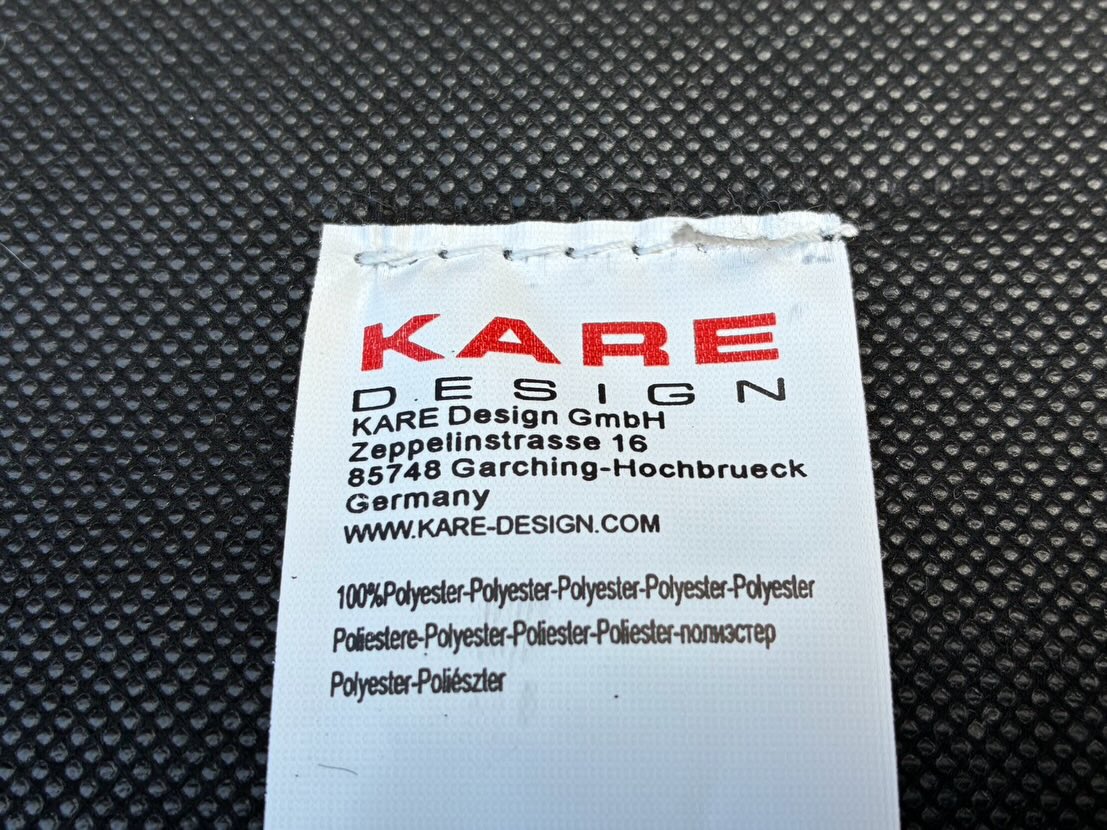 KARE
DESIGN
KARE Design GmbH
Zeppelinstrasse 16
85748 Garching-Hochbrueck
Germany
WWW.KARE-DESIGN.COM
100%Polyester-Polyester-Polyester-Polyester-Polyester
Poliestere-Polyester-Poliester-Poliester-полиэстер
Polyester-Poliészter